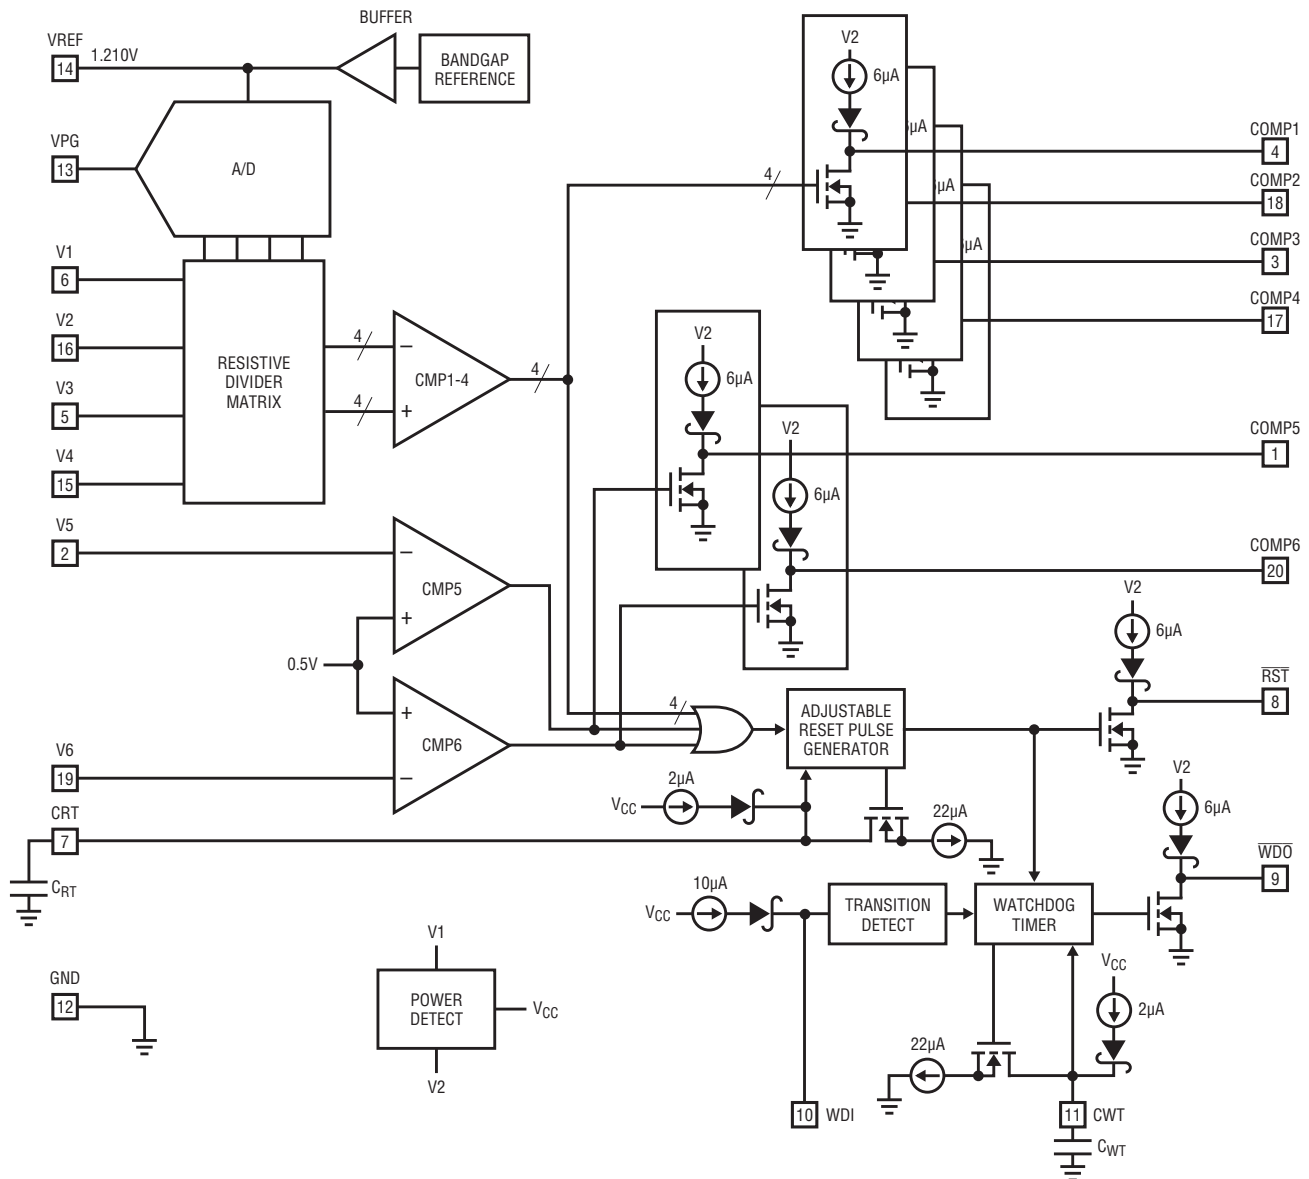 BUFFER
VREF
14
1.210V
BANDGAP
REFERENCE
VPG
13
A/D
V1
6
V2
16
V3
5
V4
15
RESISTIVE
DIVIDER
MATRIX
4
4
−
+
CMP1-4
4
4
V2
6µA
µA
µA
µA
COMP1
4
COMP2
18
COMP3
3
COMP4
17
V2
6µA
V2
6µA
COMP5
1
COMP6
20
V5
2
−
CMP5
+
0.5V
+
CMP6
−
V6
19
4
ADJUSTABLE
RESET PULSE
GENERATOR
V2
6µA
RST
8
CRT
7
CRT
VCC
2µA
22µA
V2
6µA
WDO
9
VCC
10µA
TRANSITION
DETECT
WATCHDOG
TIMER
GND
12
V1
POWER
DETECT
VCC
V2
VCC
2µA
22µA
10 WDI
11 CWT
CWT